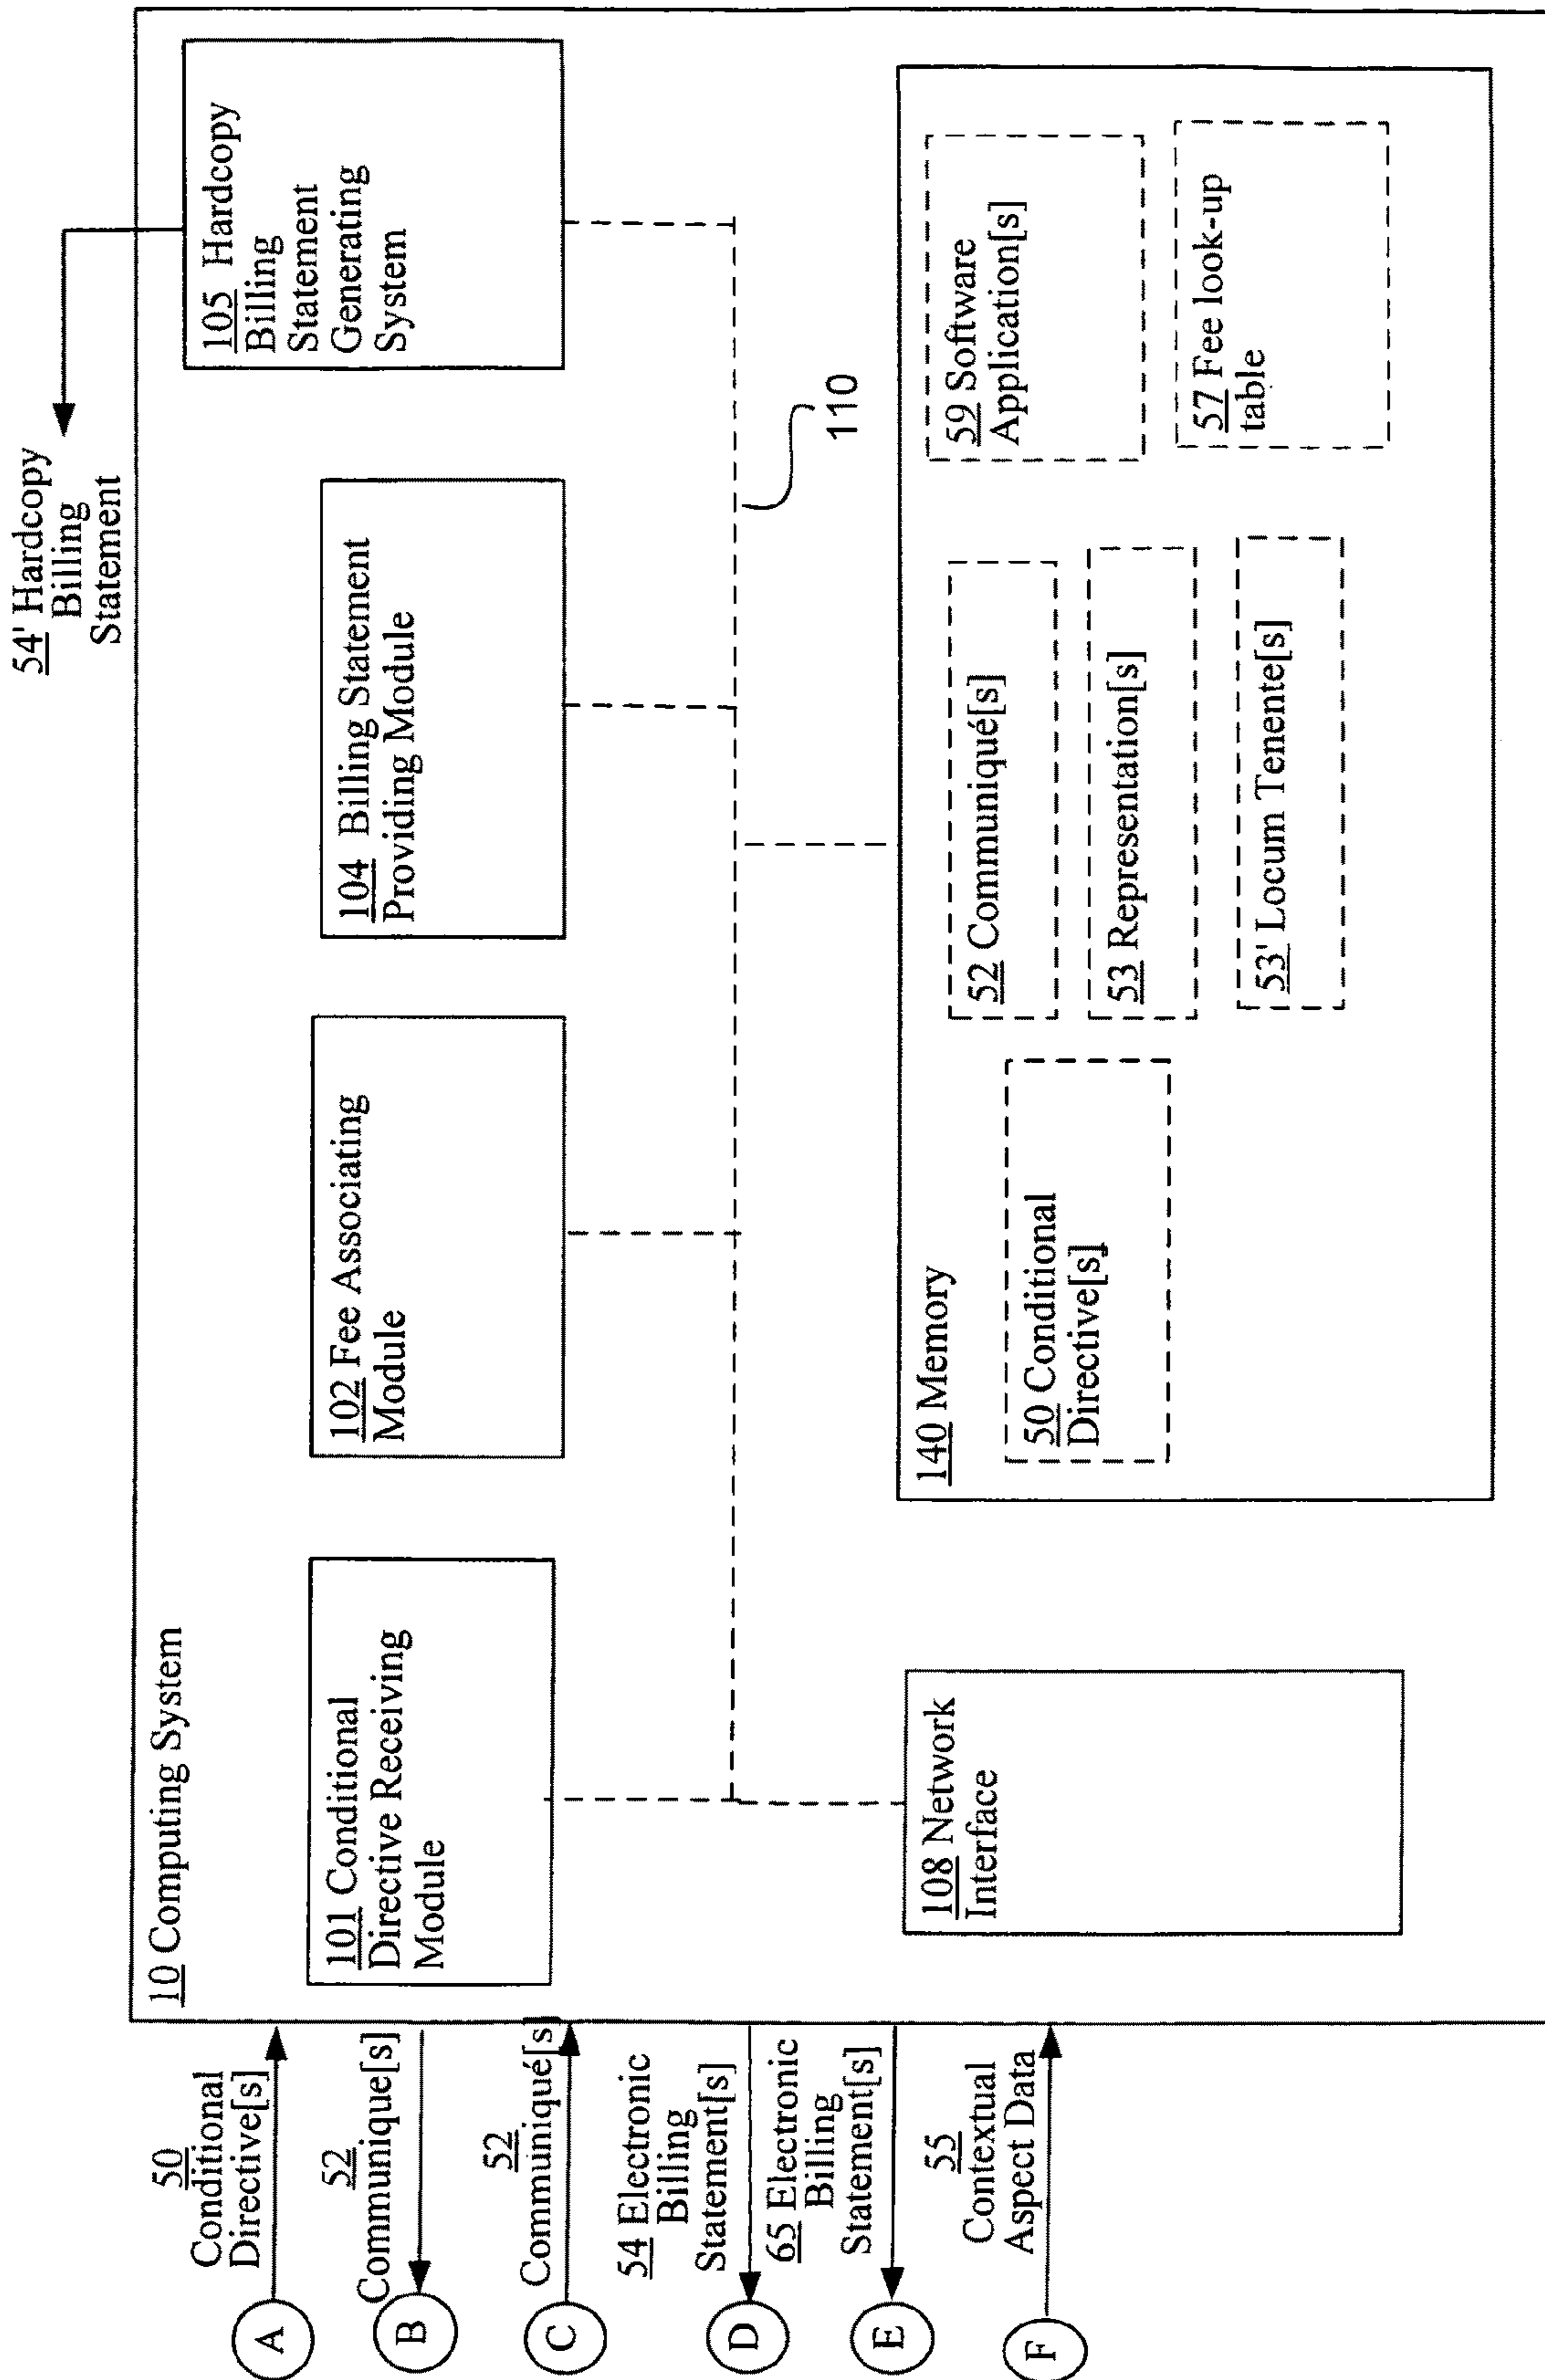 54' Hardcopy
Billing
Statement
10 Computing System
101 Conditional
Directive Receiving
Module
102 Fee Associating
Module
104 Billing Statement
Providing Module
105 Hardcopy
Billing
Statement
Generating
System
110
50
Conditional
Directive[s]
A
52
Communique[s]
B
52
Communiqué[s]
C
54 Electronic
Billing
Statement[s]
D
65 Electronic
Billing
Statement[s]
E
55
Contextual
Aspect Data
F
108 Network
Interface
140 Memory
50 Conditional
Directive[s]
52 Communiqué[s]
53 Representation[s]
53' Locum Tenente[s]
59 Software
Application[s]
57 Fee look-up
table